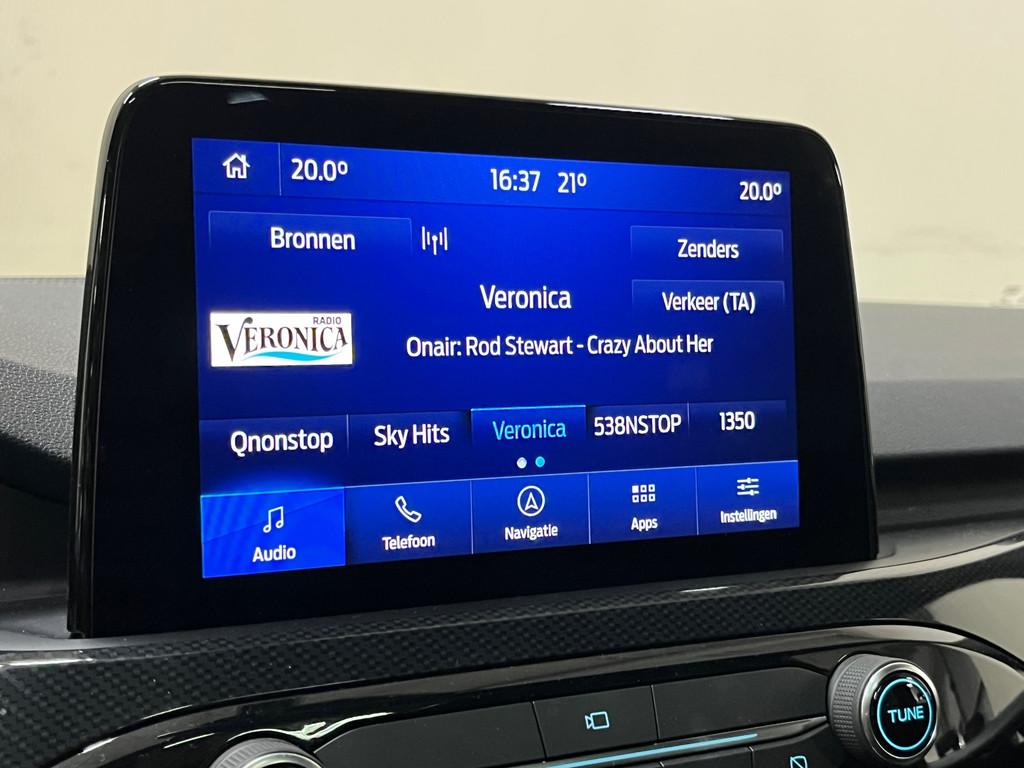 20.0°
16:37 21°
20.0°
Bronnen
Zenders
Veronica
Verkeer (TA)
RADIO
VERONICA
Onair: Rod Stewart - Crazy About Her
Qnonstop
Sky Hits
Veronica
538NSTOP
1350
Audio
Telefoon
Navigatie
Apps
Instellingen
TUNE